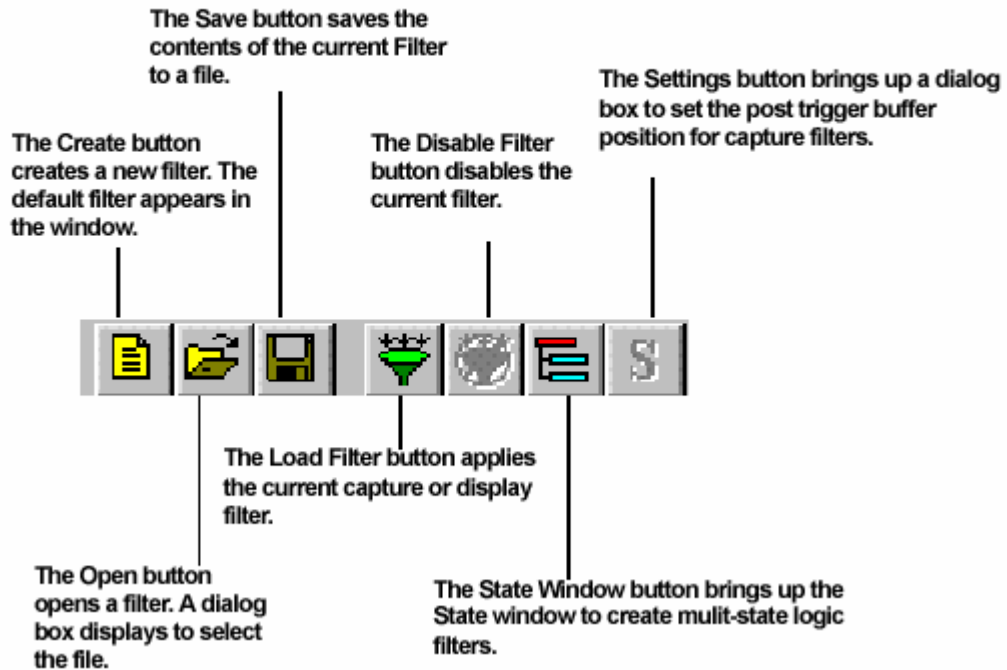 The Save button saves the
contents of the current Filter
to a file.
The Settings button brings up a dialog
box to set the post trigger buffer
position for capture filters.
The Create button
creates a new filter. The
default filter appears in
the window.
The Disable Filter
button disables the
current filter.
S
The Load Filter button applies
the current capture or display
filter.
The Open button
opens a filter. A dialog
box displays to select
the file.
The State Window button brings up the
State window to create mulit-state logic
filters.